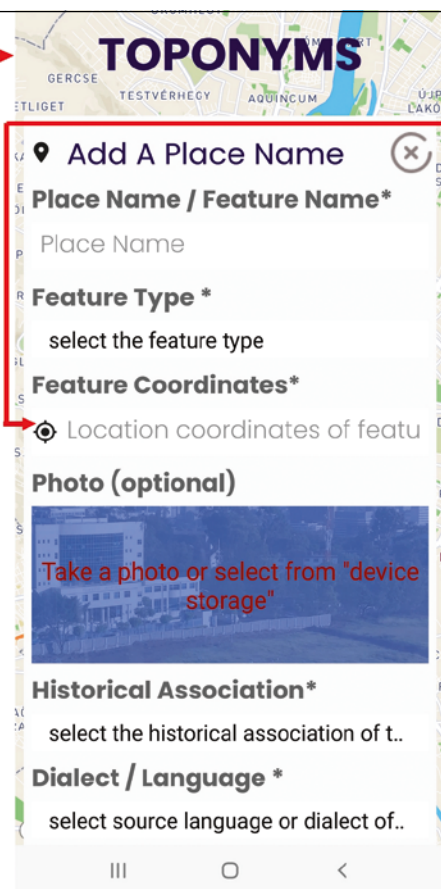 TOPONYMS
GERCSE
TESTVÉRHEGY
AQUINCUM
ETLIGET
Add A Place Name
Place Name / Feature Name*
Place Name
Feature Type *
select the feature type
Feature Coordinates*
Location coordinates of featu
Photo (optional)
Take a photo or select from "device
storage"
Historical Association*
select the historical association of t..
Dialect / Language *
select source language or dialect of..